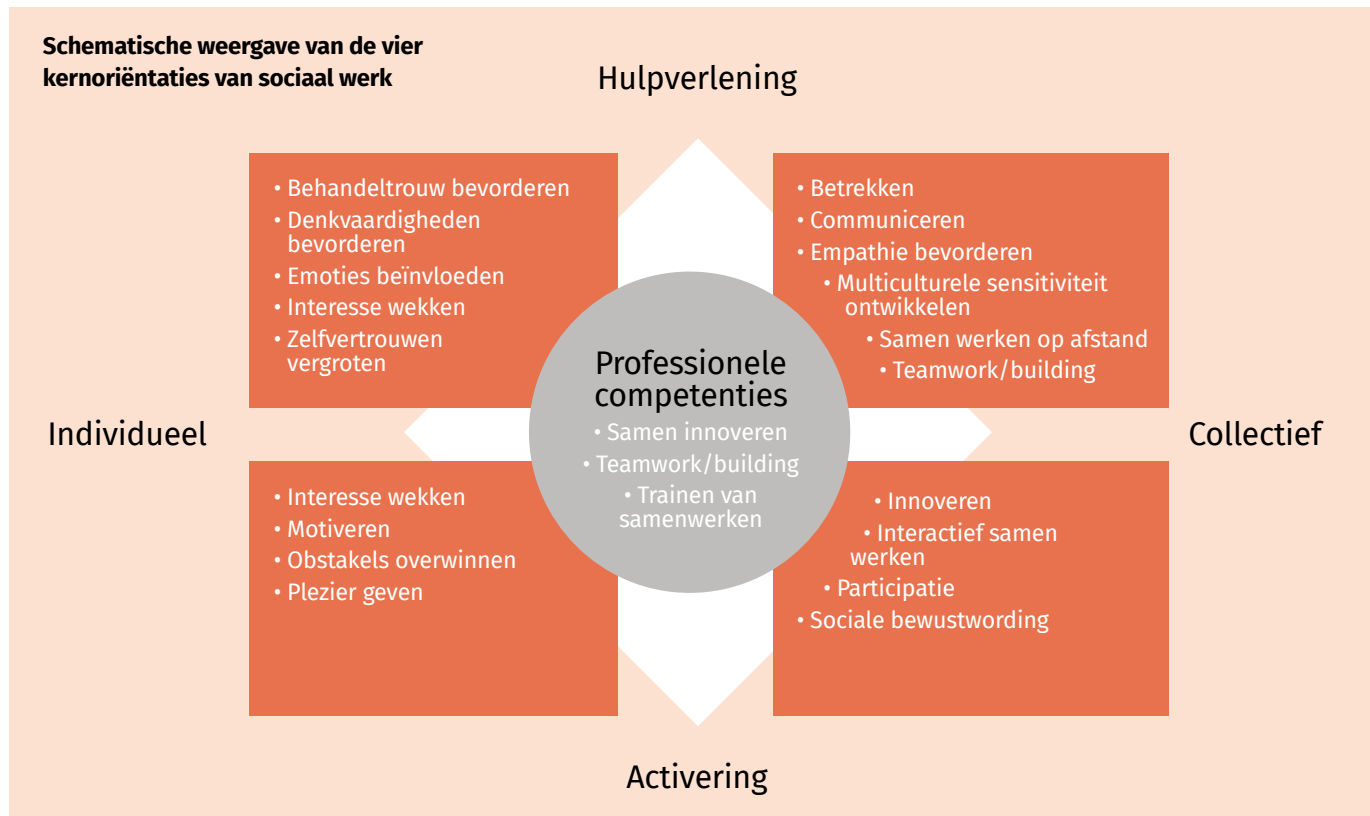 Schematische weergave van de vier
kernoriëntaties van sociaal werk
Hulpverlening
• Behandeltrouw bevorderen
• Denkvaardigheden
bevorderen
• Emoties beïnvloeden
• Interesse wekken
• Zelfvertrouwen
vergroten
• Betrekken
• Communiceren
• Empathie bevorderen
• Multiculturele sensitiviteit
ontwikkelen
• Samen werken op afstand
• Teamwork/building
Individueel
Professionele
competenties
• Samen innoveren
• Teamwork/building
• Trainen van
samenwerken
Collectief
• Interesse wekken
• Motiveren
• Obstakels overwinnen
• Plezier geven
• Innoveren
• Interactief samen
werken
• Participatie
• Sociale bewustwording
Activering